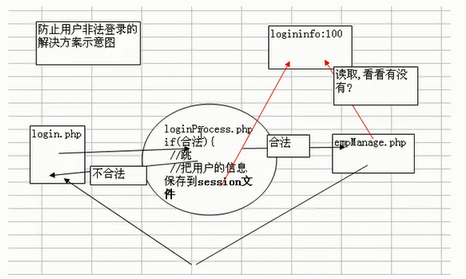 防止用户非法登录的
解决方案示意图
logininfo:100
读取,看看有没
有?
login.php
loginProcess.php
if(合法){
//跳
//把用户的信息
保存到session文
件
合法
empManage.php
不合法